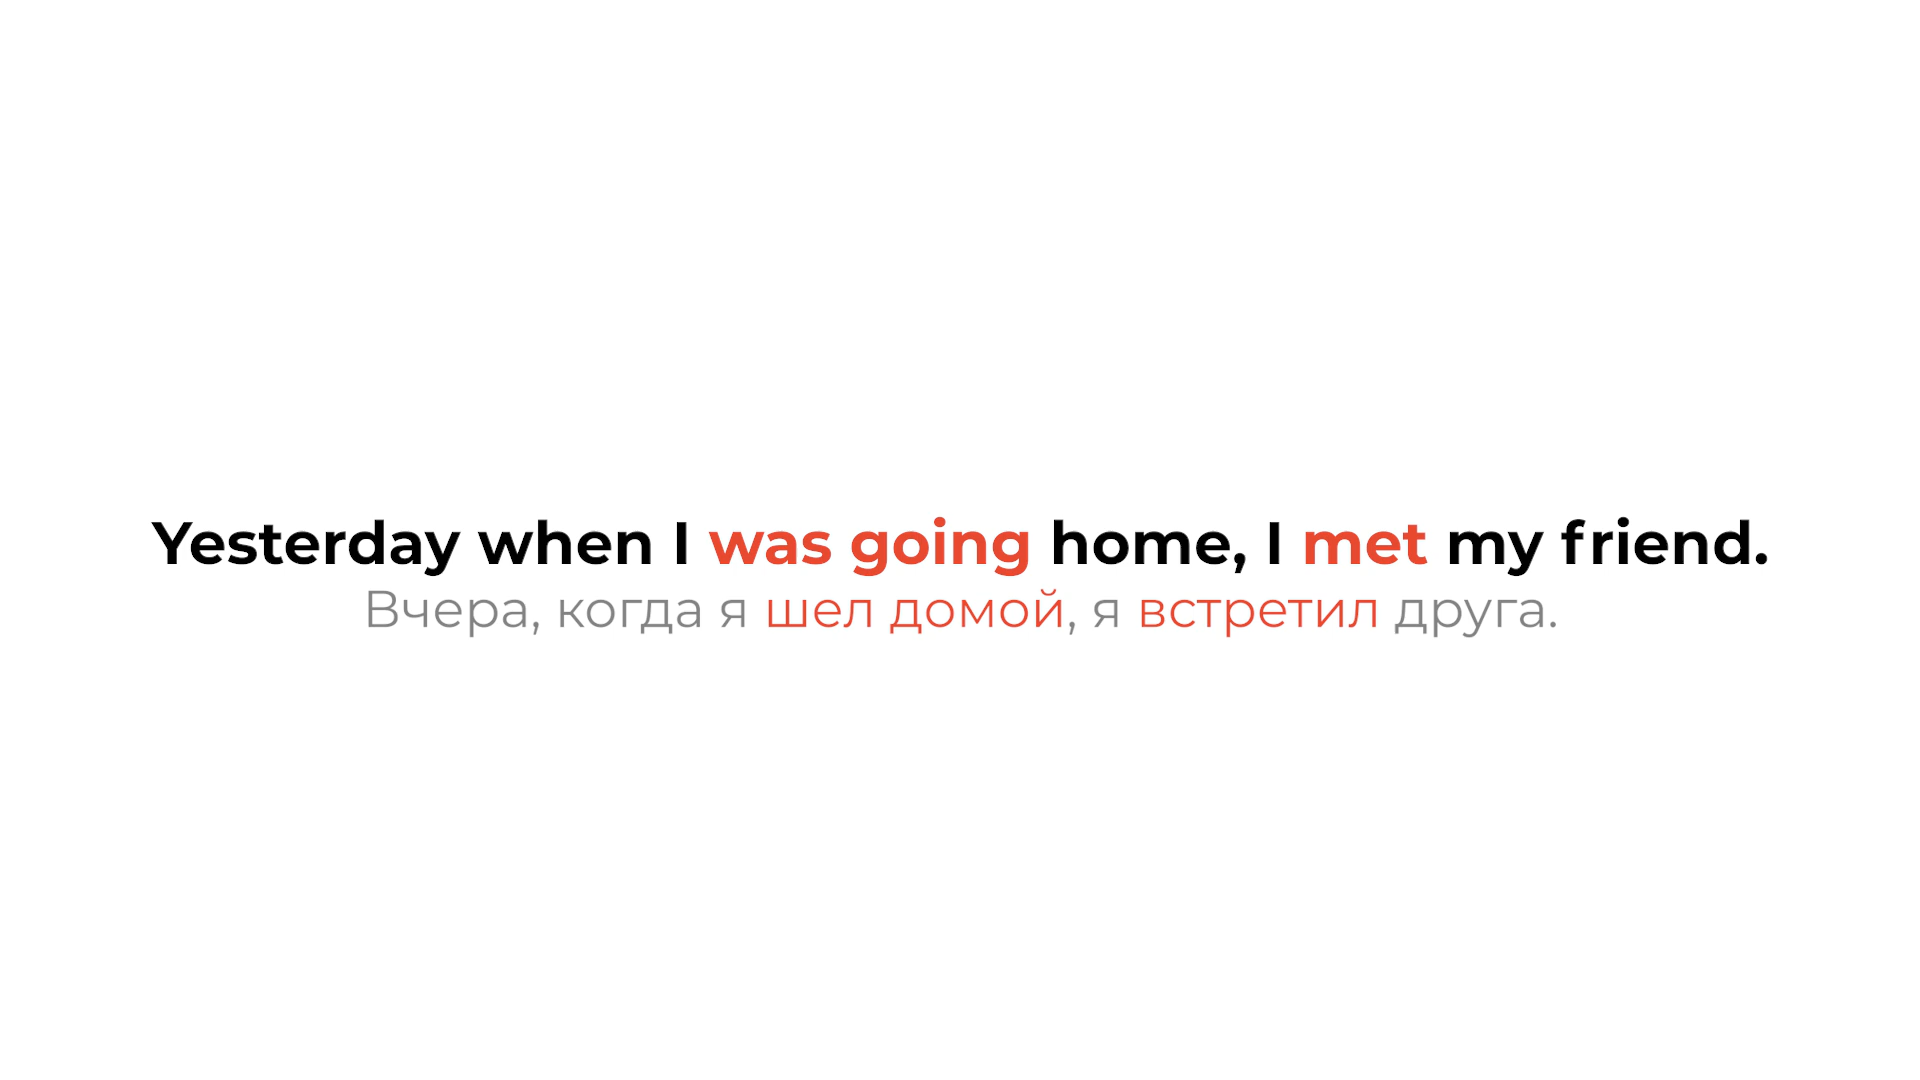 Yesterday when I was going home, I met my friend.
Вчера, когда я шел домой, я встретил друга.